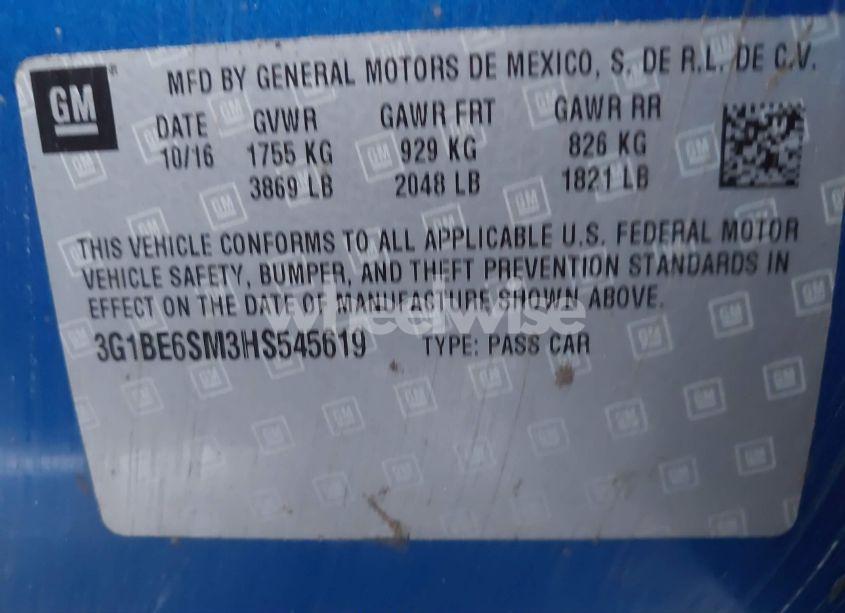 GM
MFD BY GENERAL MOTORS DE MEXICO, S. DE R.L. DE C.V.
DATE GVWR GAWR FRT GAWR RR
10/16 1755 KG 929 KG 826 KG
3869 LB 2048 LB 1821 LB
THIS VEHICLE CONFORMS TO ALL APPLICABLE U.S. FEDERAL MOTOR
VEHICLE SAFETY, BUMPER, AND THEFT PREVENTION STANDARDS IN
EFFECT ON THE DATE OF MANUFACTURE SHOWN ABOVE.
wheelwise
3G1BE6SM3HS545619 TYPE: PASS CAR